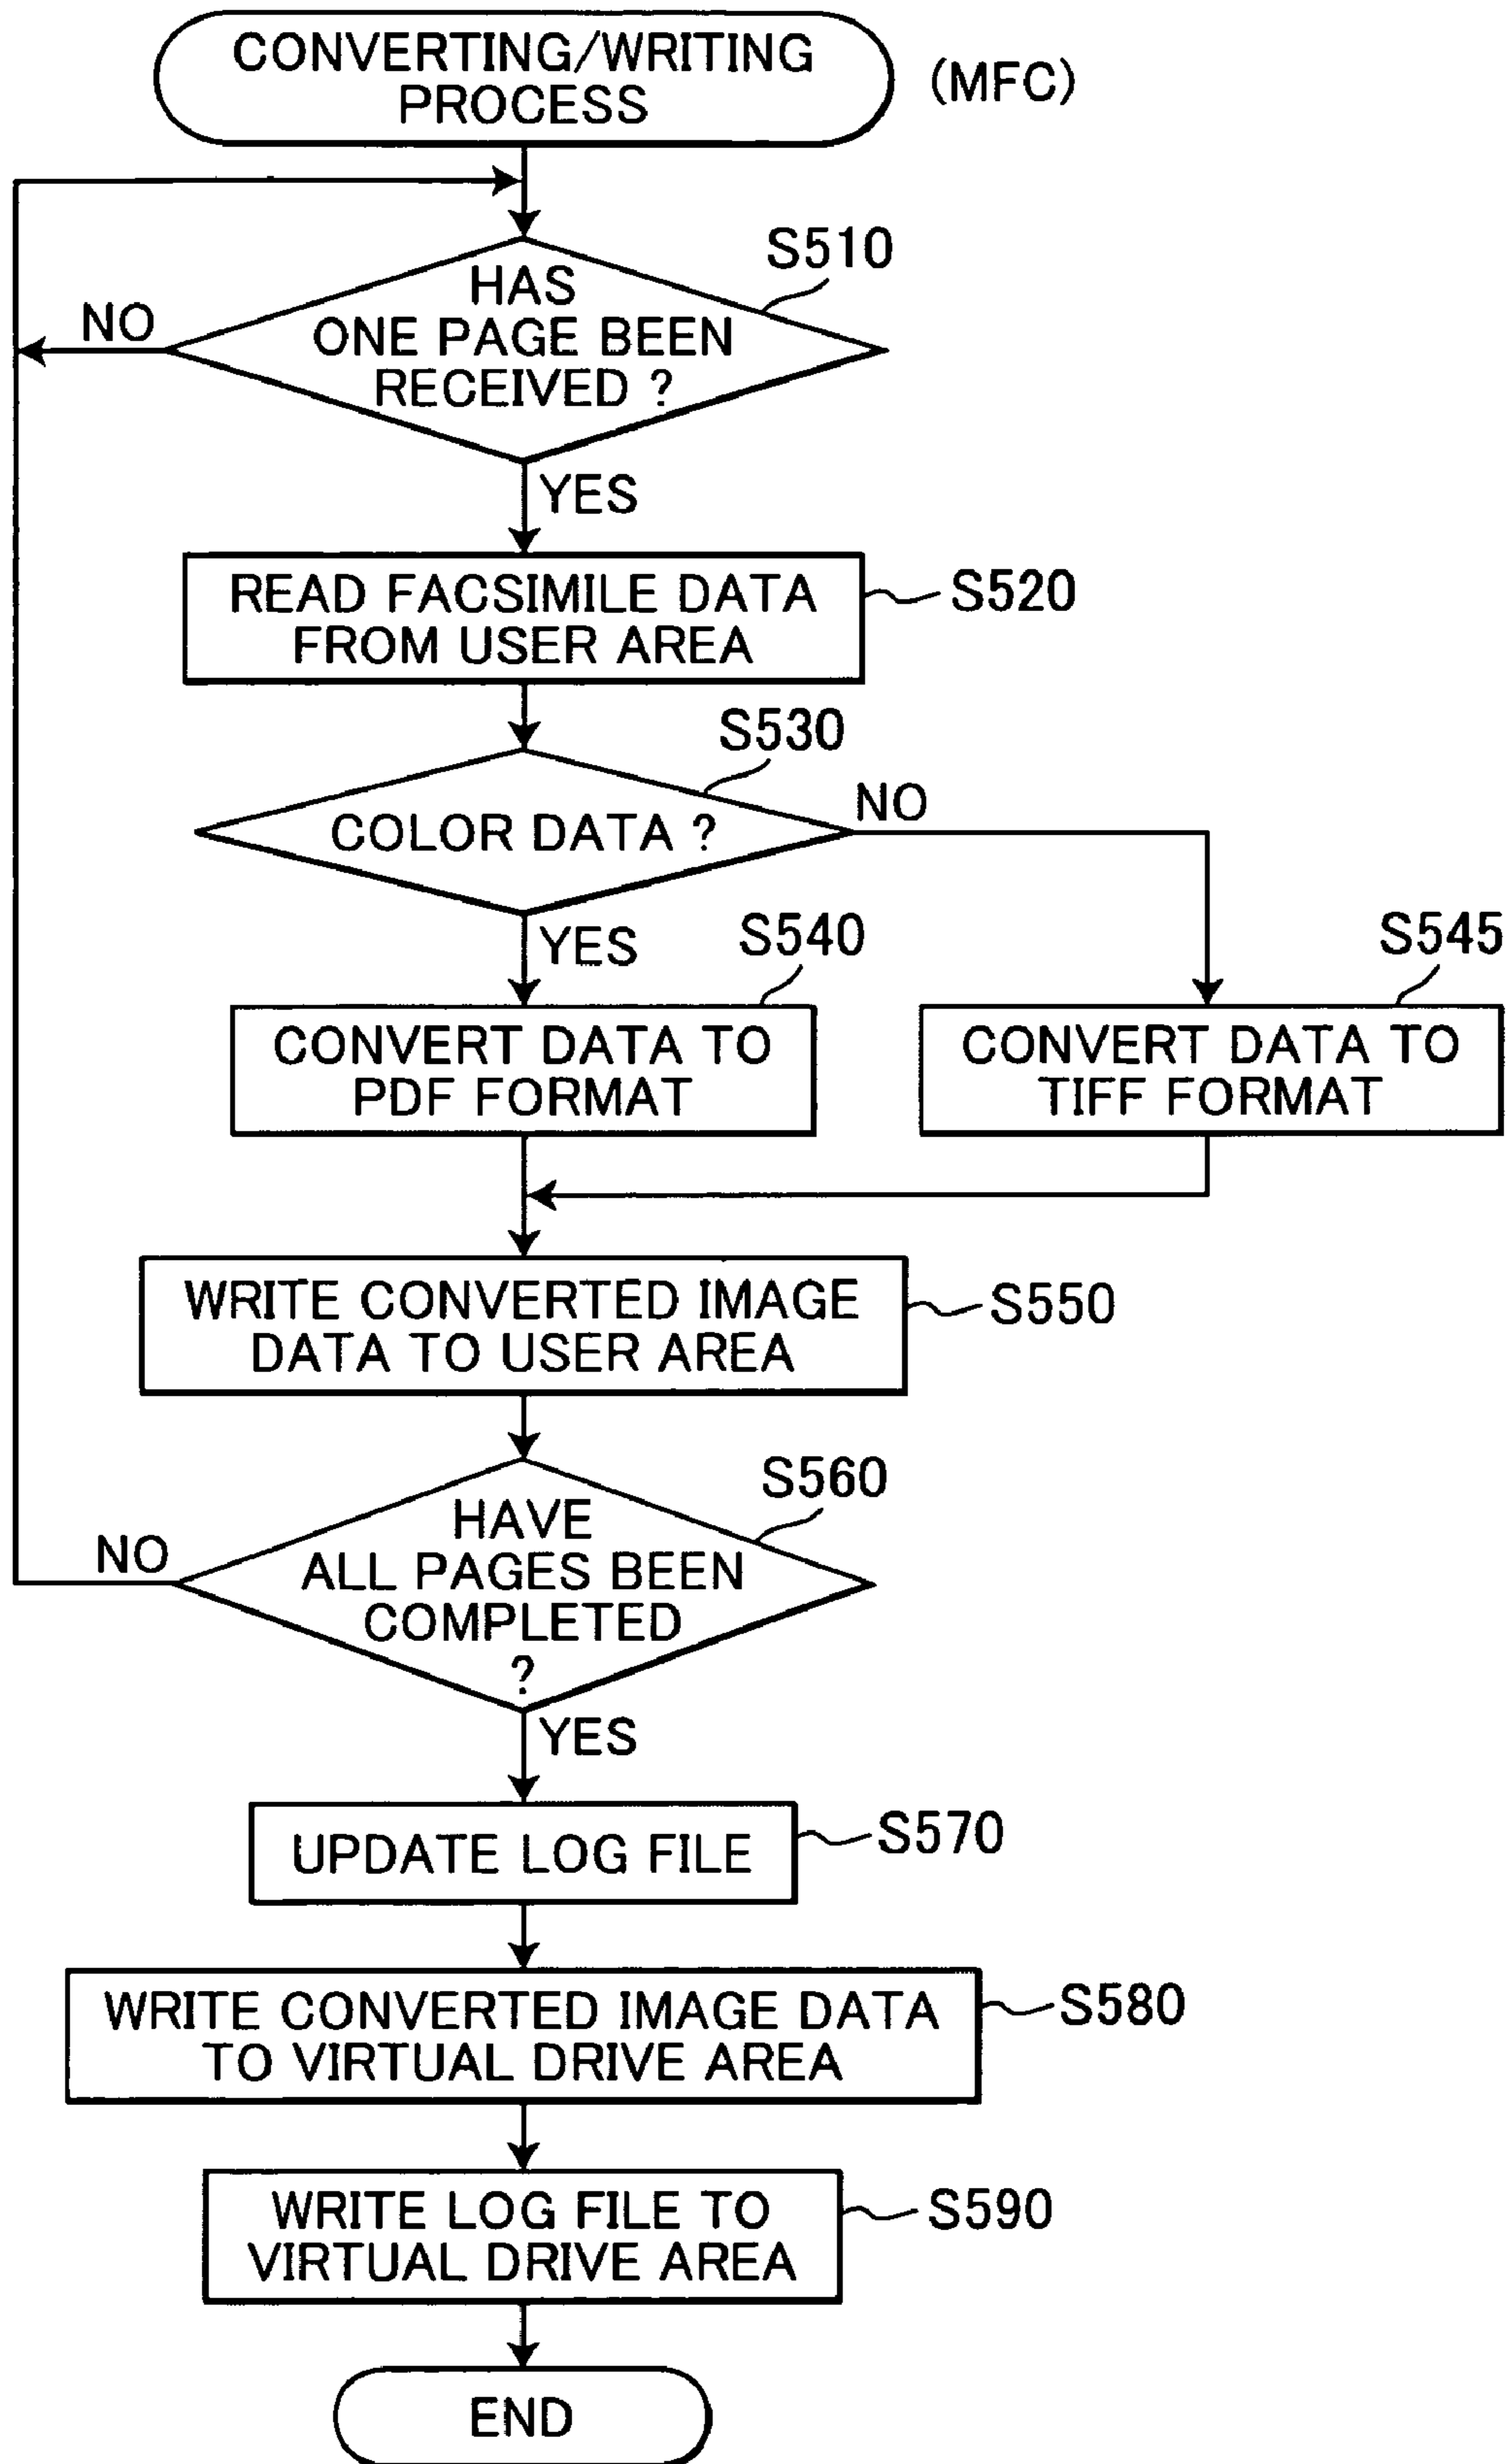 CONVERTING/WRITING
PROCESS
(MFC)
S510
HAS
ONE PAGE BEEN
RECEIVED ?
NO
YES
READ FACSIMILE DATA
FROM USER AREA
S520
S530
COLOR DATA ?
NO
YES
S540
S545
CONVERT DATA TO
PDF FORMAT
CONVERT DATA TO
TIFF FORMAT
WRITE CONVERTED IMAGE
DATA TO USER AREA
S550
S560
HAVE
ALL PAGES BEEN
COMPLETED
?
NO
YES
UPDATE LOG FILE
S570
WRITE CONVERTED IMAGE DATA
TO VIRTUAL DRIVE AREA
S580
WRITE LOG FILE TO
VIRTUAL DRIVE AREA
S590
END